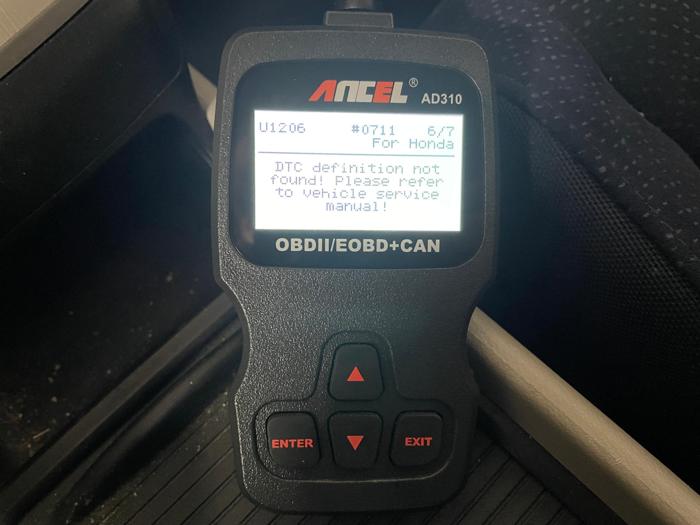 ANCEL®
AD310
U1206 #0711 6/7
For Honda
DTC definition not
found! Please refer
to vehicle service
manual!
OBDII/EOBD+CAN
▲
ENTER ▼ EXIT